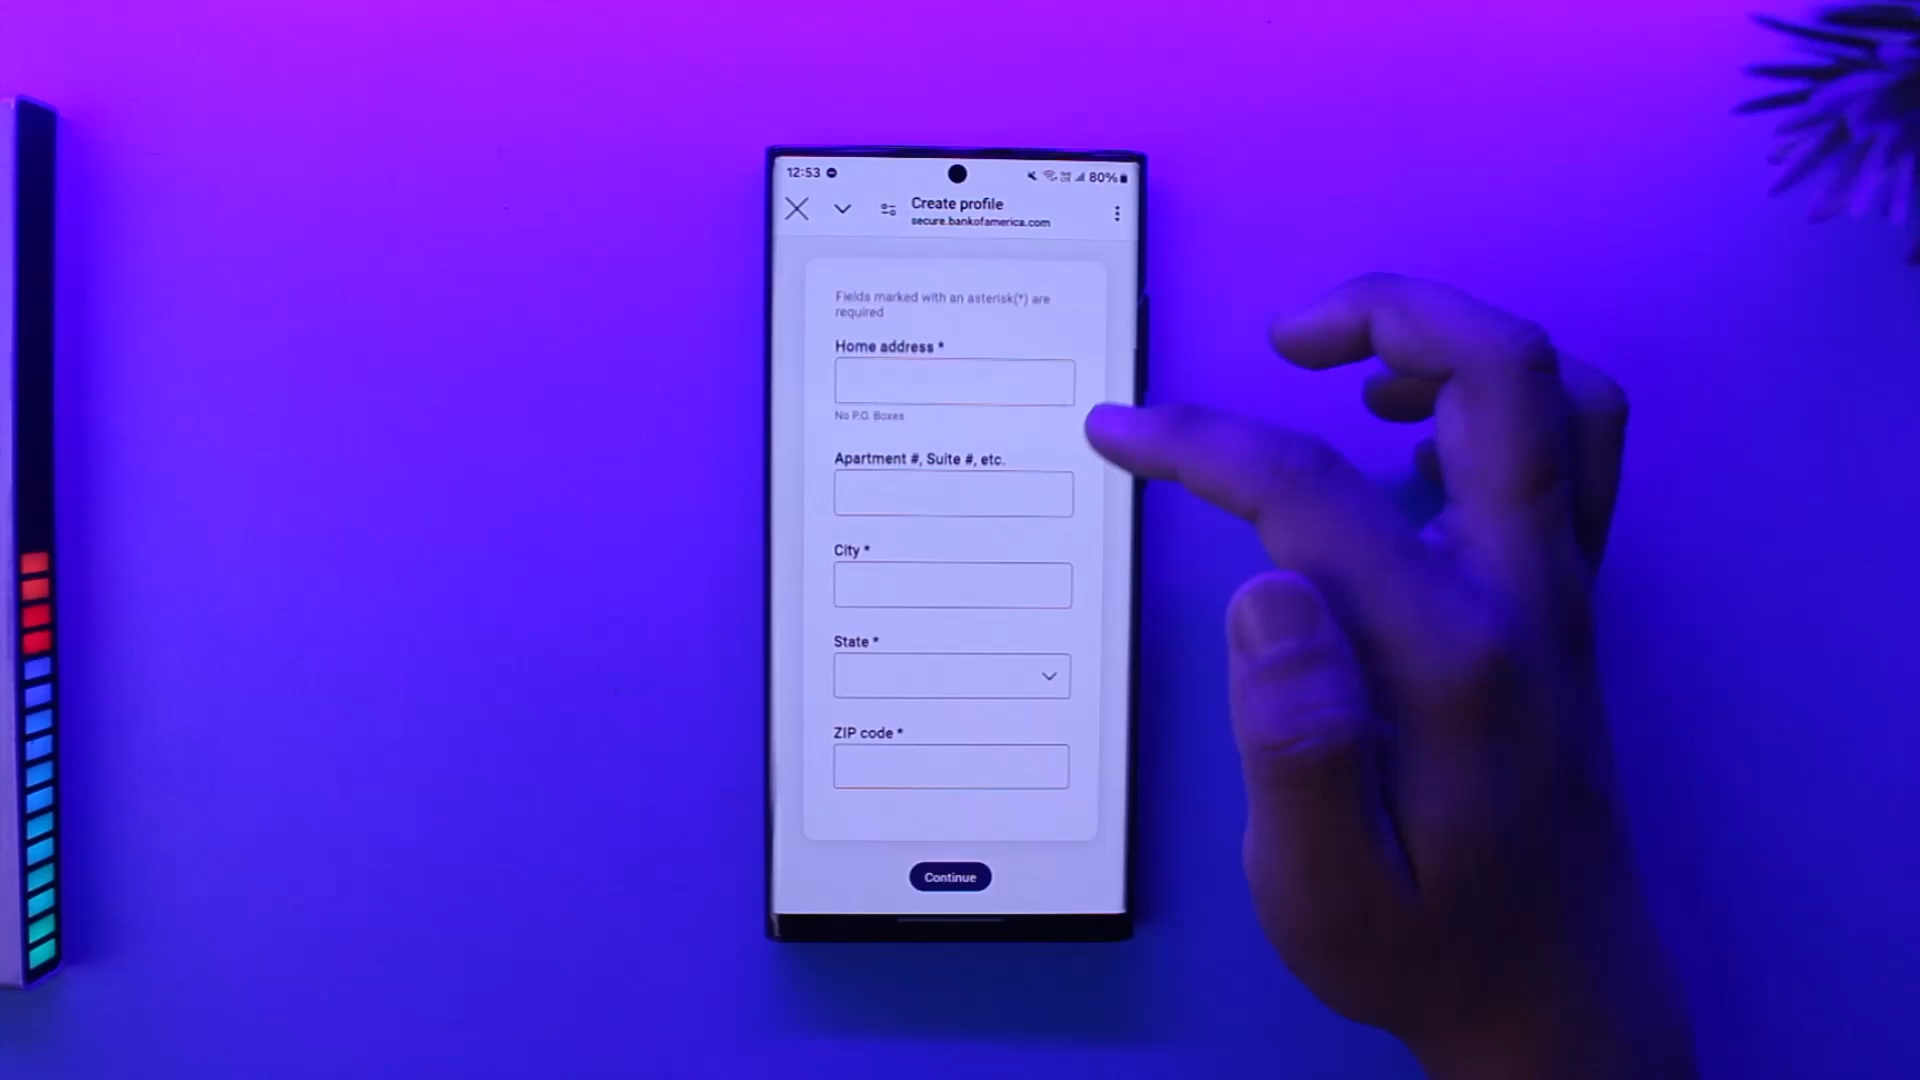 12:53
80%
Create profile
secure.bankofamerica.com
Fields marked with an asterisk(*) are
required
Home address *
No P.O. Boxes
Apartment #, Suite #, etc.
City *
State *
ZIP code *
Continue